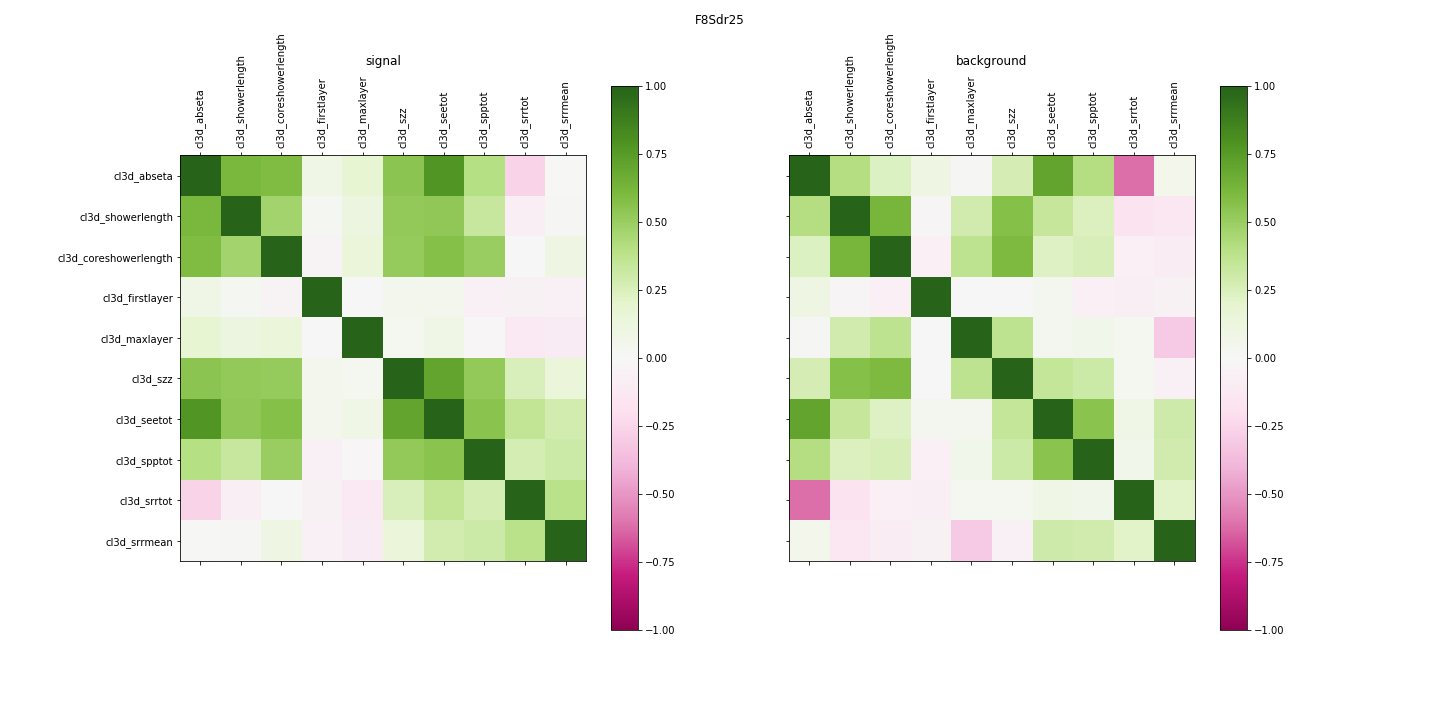 F8Sdr25
signal
cl3d_abseta
cl3d_showerlength
cl3d_coreshowerlength
cl3d_firstlayer
cl3d_maxlayer
cl3d_szz
cl3d_seetot
cl3d_spptot
cl3d_srrtot
cl3d_srrmean
cl3d_abseta
cl3d_showerlength
cl3d_coreshowerlength
cl3d_firstlayer
cl3d_maxlayer
cl3d_szz
cl3d_seetot
cl3d_spptot
cl3d_srrtot
cl3d_srrmean
1.00
0.75
0.50
0.25
0.00
−0.25
−0.50
−0.75
−1.00
background
cl3d_abseta
cl3d_showerlength
cl3d_coreshowerlength
cl3d_firstlayer
cl3d_maxlayer
cl3d_szz
cl3d_seetot
cl3d_spptot
cl3d_srrtot
cl3d_srrmean
1.00
0.75
0.50
0.25
0.00
−0.25
−0.50
−0.75
−1.00